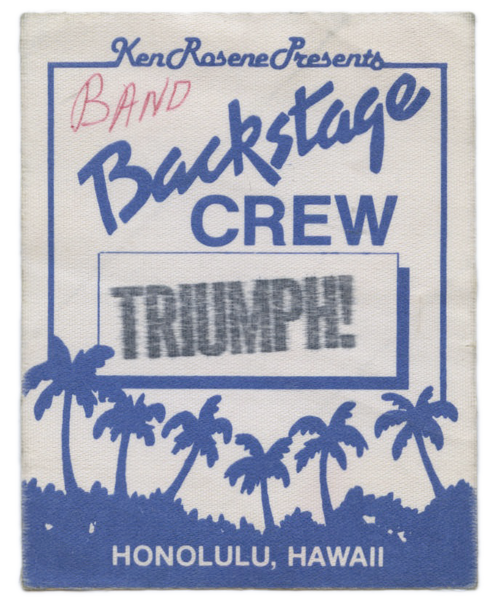 Ken Rosene Presents
BAND
Backstage
CREW
TRIUMPH!
HONOLULU, HAWAII